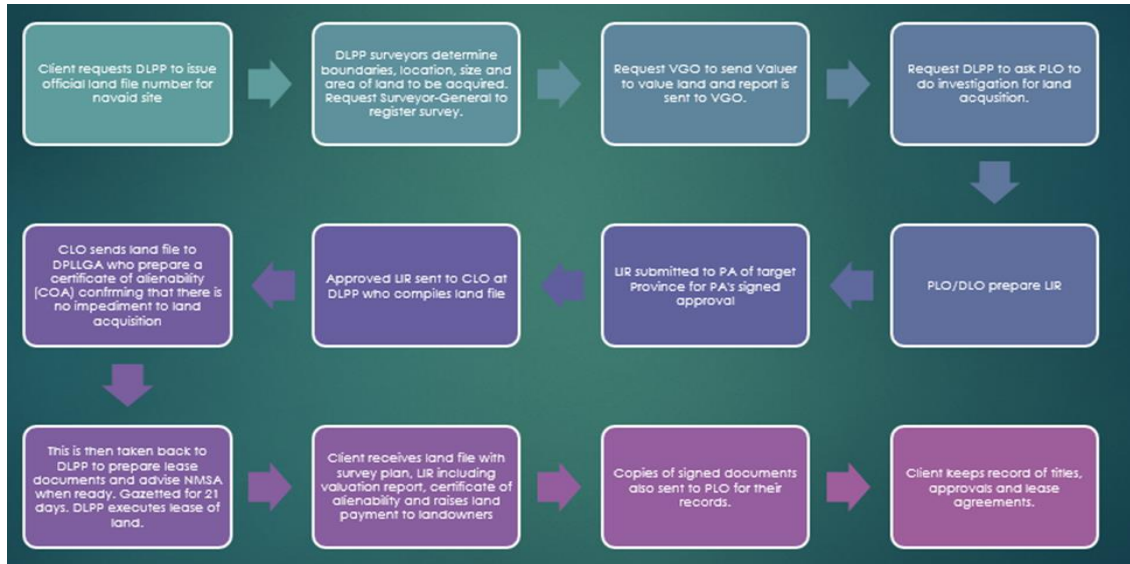 Client requests DLPP to issue
official land file number for
navaid site
DLPP surveyors determine
boundaries, location, size and
area of land to be acquired.
Request Surveyor-General to
register survey.
Request VGO to send Valuer
to value land and report is
sent to VGO.
Request DLPP to ask PLO to
do investigation for land
acqusition.
PLO/DLO prepare LIR
LIR submitted to PA of target
Province for PA's signed
approval
Approved LIR sent to CLO at
DLPP who compiles land file
CLO sends land file to
DPLLGA who prepare a
certificate of alienability
(COA) confirming that there is
no impediment to land
acquisition
This is then taken back to
DLPP to prepare lease
documents and advise NMSA
when ready. Gazetted for 21
days. DLPP executes lease of
land.
Client receives land file with
survey plan, LIR including
valuation report, certificate of
alienability and raises land
payment to landowners
Copies of signed documents
also sent to PLO for their
records.
Client keeps record of titles,
approvals and lease
agreements.